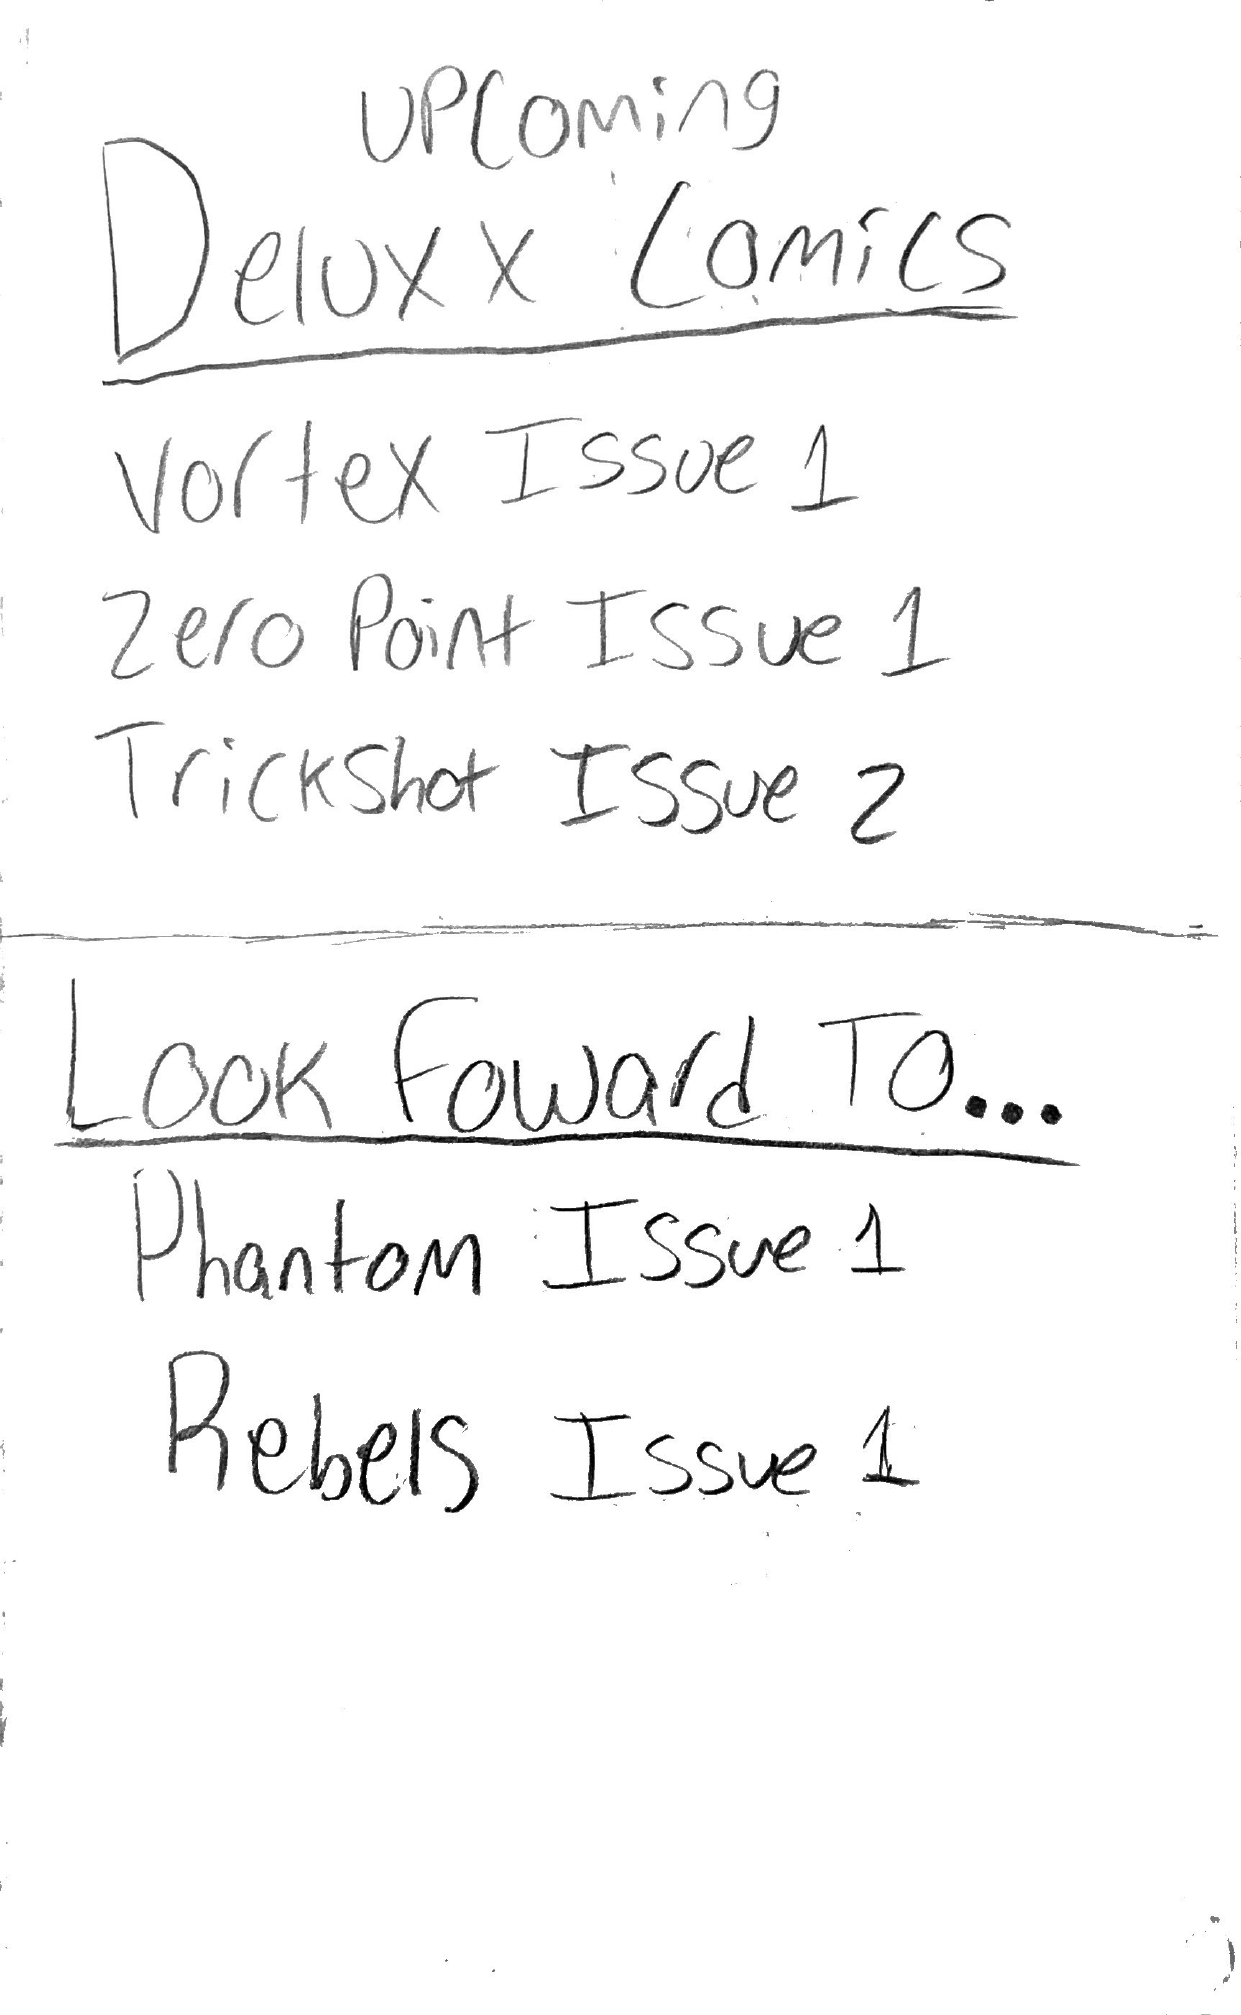 Upcoming
Deluxx Comics
Vortex Issue 1
Zero Point Issue 1
Trickshot Issue 2
Look Foward To...
Phantom Issue 1
Rebels Issue 1